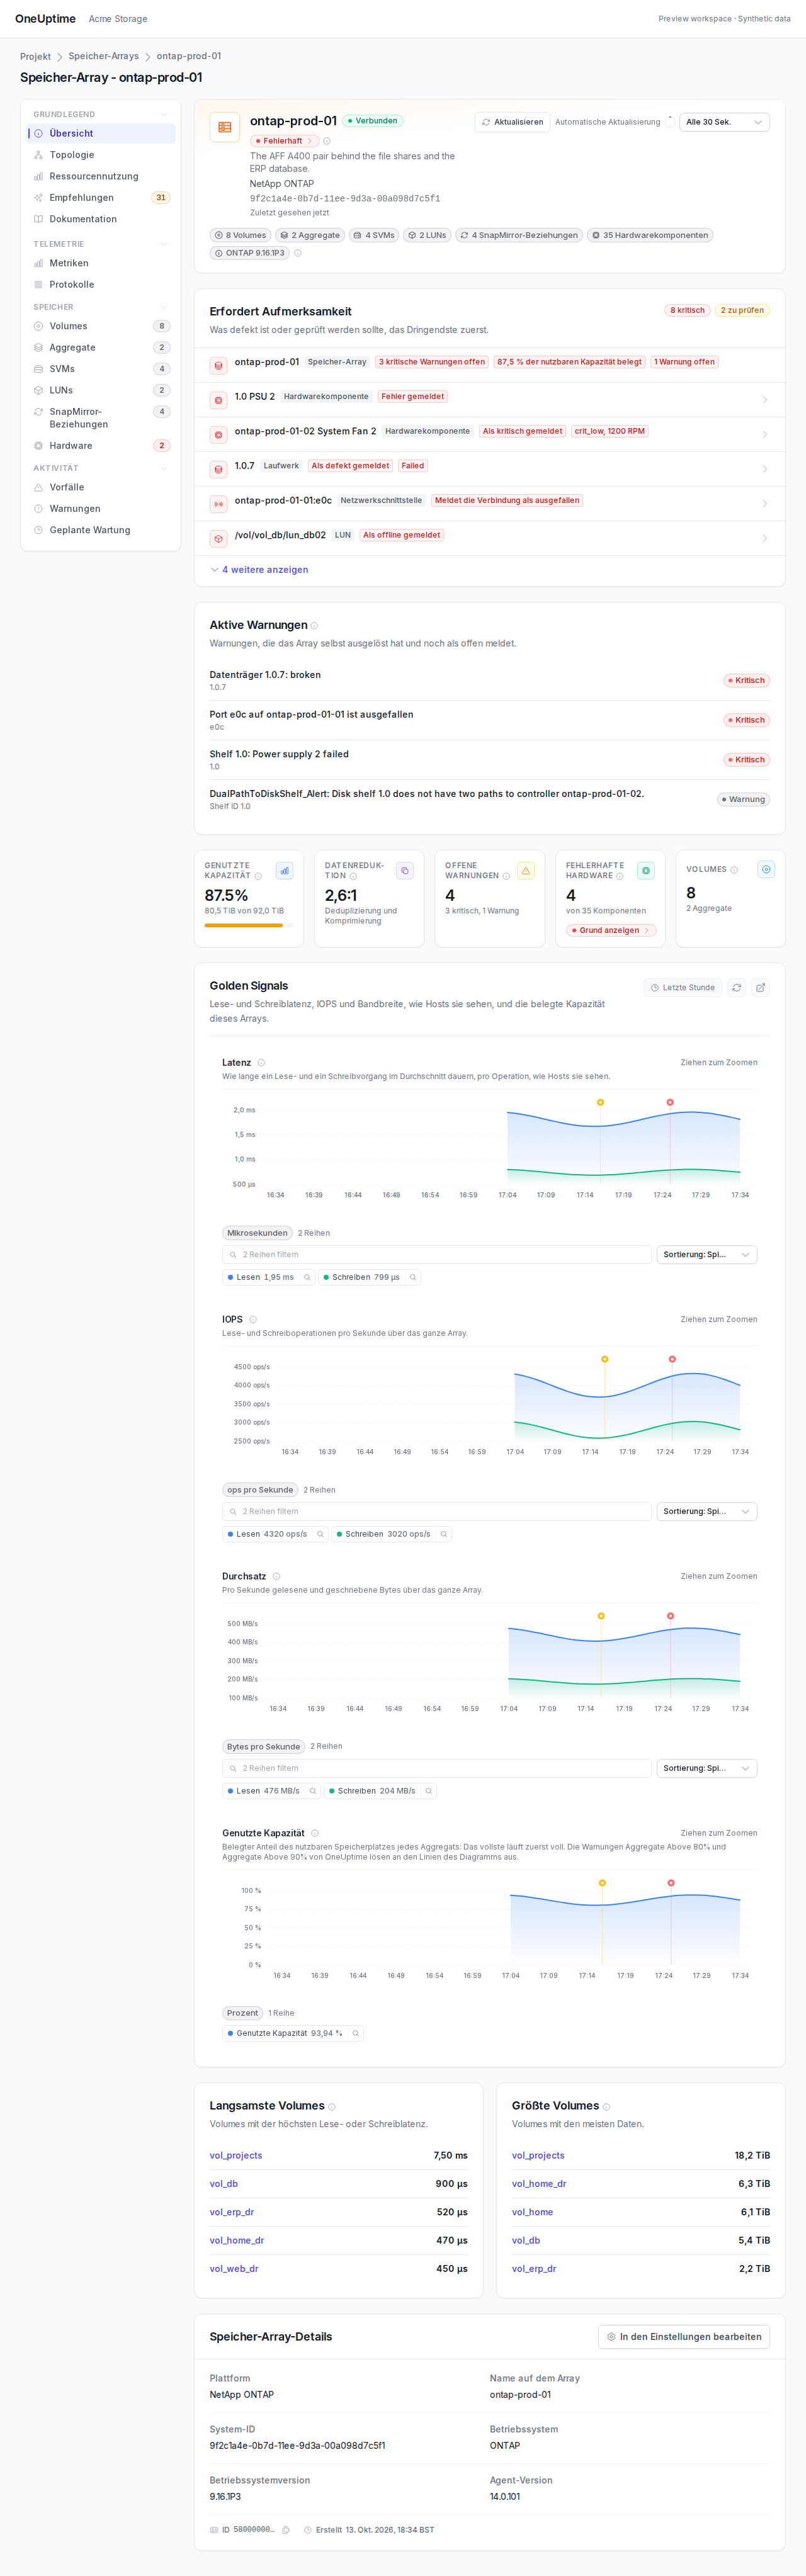 OneUptime Acme Storage Preview workspace · Synthetic data
Projekt > Speicher-Arrays > ontap-prod-01
Speicher-Array - ontap-prod-01
GRUNDLEGEND
Übersicht
Topologie
Ressourcennutzung
Empfehlungen 31
Dokumentation
TELEMETRIE
Metriken
Protokolle
SPEICHER
Volumes 8
Aggregate 2
SVMs 4
LUNs 2
SnapMirror-Beziehungen 4
Hardware 2
AKTIVITÄT
Vorfälle
Warnungen
Geplante Wartung
ontap-prod-01 Verbunden
Fehlerhaft
Aktualisieren Automatische Aktualisierung Alle 30 Sek.
The AFF A400 pair behind the file shares and the
ERP database.
NetApp ONTAP
9f2c1a4e-0b7d-11ee-9d3a-00a098d7c5f1
Zuletzt gesehen jetzt
8 Volumes 2 Aggregate 4 SVMs 2 LUNs 4 SnapMirror-Beziehungen 35 Hardwarekomponenten
ONTAP 9.16.1P3
Erfordert Aufmerksamkeit 8 kritisch 2 zu prüfen
Was defekt ist oder geprüft werden sollte, das Dringendste zuerst.
ontap-prod-01 Speicher-Array 3 kritische Warnungen offen 87,5 % der nutzbaren Kapazität belegt 1 Warnung offen
1.0 PSU 2 Hardwarekomponente Fehler gemeldet
ontap-prod-01-02 System Fan 2 Hardwarekomponente Als kritisch gemeldet crit_low, 1200 RPM
1.0.7 Laufwerk Als defekt gemeldet Failed
ontap-prod-01-01:e0c Netzwerkschnittstelle Meldet die Verbindung als ausgefallen
/vol/vol_db/lun_db02 LUN Als offline gemeldet
4 weitere anzeigen
Aktive Warnungen
Warnungen, die das Array selbst ausgelöst hat und noch als offen meldet.
Datenträger 1.0.7: broken Kritisch
1.0.7
Port e0c auf ontap-prod-01-01 ist ausgefallen Kritisch
e0c
Shelf 1.0: Power supply 2 failed Kritisch
1.0
DualPathToDiskShelf_Alert: Disk shelf 1.0 does not have two paths to controller ontap-prod-01-02. Warnung
Shelf ID 1.0
GENUTZTE
KAPAZITÄT
87.5%
80,5 TiB von 92,0 TiB
DATENREDUK-
TION
2,6:1
Deduplizierung und
Komprimierung
OFFENE
WARNUNGEN
4
3 kritisch, 1 Warnung
FEHLERHAFTE
HARDWARE
4
von 35 Komponenten
Grund anzeigen
VOLUMES
8
2 Aggregate
Golden Signals Letzte Stunde
Lese- und Schreiblatenz, IOPS und Bandbreite, wie Hosts sie sehen, und die belegte Kapazität
dieses Arrays.
Latenz Ziehen zum Zoomen
Wie lange ein Lese- und ein Schreibvorgang im Durchschnitt dauern, pro Operation, wie Hosts sie sehen.
2,0 ms
1,5 ms
1,0 ms
500 µs
16:34 16:39 16:44 16:49 16:54 16:59 17:04 17:09 17:14 17:19 17:24 17:29 17:34
Mikrosekunden 2 Reihen
2 Reihen filtern Sortierung: Spi...
Lesen 1,95 ms Schreiben 799 µs
IOPS Ziehen zum Zoomen
Lese- und Schreiboperationen pro Sekunde über das ganze Array.
4500 ops/s
4000 ops/s
3500 ops/s
3000 ops/s
2500 ops/s
16:34 16:39 16:44 16:49 16:54 16:59 17:04 17:09 17:14 17:19 17:24 17:29 17:34
ops pro Sekunde 2 Reihen
2 Reihen filtern Sortierung: Spi...
Lesen 4320 ops/s Schreiben 3020 ops/s
Durchsatz Ziehen zum Zoomen
Pro Sekunde gelesene und geschriebene Bytes über das ganze Array.
500 MB/s
400 MB/s
300 MB/s
200 MB/s
100 MB/s
16:34 16:39 16:44 16:49 16:54 16:59 17:04 17:09 17:14 17:19 17:24 17:29 17:34
Bytes pro Sekunde 2 Reihen
2 Reihen filtern Sortierung: Spi...
Lesen 476 MB/s Schreiben 204 MB/s
Genutzte Kapazität Ziehen zum Zoomen
Belegter Anteil des nutzbaren Speicherplatzes jedes Aggregats: Das vollste läuft zuerst voll. Die Warnungen Aggregate Above 80% und
Aggregate Above 90% von OneUptime lösen an den Linien des Diagramms aus.
100 %
75 %
50 %
25 %
0 %
16:34 16:39 16:44 16:49 16:54 16:59 17:04 17:09 17:14 17:19 17:24 17:29 17:34
Prozent 1 Reihe
Genutzte Kapazität 93,94 %
Langsamste Volumes
Volumes mit der höchsten Lese- oder Schreiblatenz.
vol_projects 7,50 ms
vol_db 900 µs
vol_erp_dr 520 µs
vol_home_dr 470 µs
vol_web_dr 450 µs
Größte Volumes
Volumes mit den meisten Daten.
vol_projects 18,2 TiB
vol_home_dr 6,3 TiB
vol_home 6,1 TiB
vol_db 5,4 TiB
vol_erp_dr 2,2 TiB
Speicher-Array-Details In den Einstellungen bearbeiten
Plattform Name auf dem Array
NetApp ONTAP ontap-prod-01
System-ID Betriebssystem
9f2c1a4e-0b7d-11ee-9d3a-00a098d7c5f1 ONTAP
Betriebssystemversion Agent-Version
9.16.1P3 14.0.101
ID 58000000… Erstellt 13. Okt. 2026, 18:34 BST